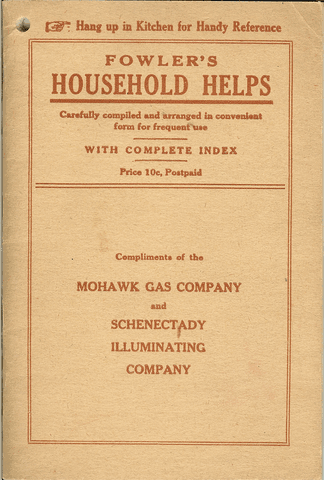 Hang up in Kitchen for Handy Reference
FOWLER'S
HOUSEHOLD HELPS
Carefully compiled and arranged in convenient
form for frequent use
WITH COMPLETE INDEX
Price 10c, Postpaid
Compliments of the
MOHAWK GAS COMPANY
and
SCHENECTADY
ILLUMINATING
COMPANY